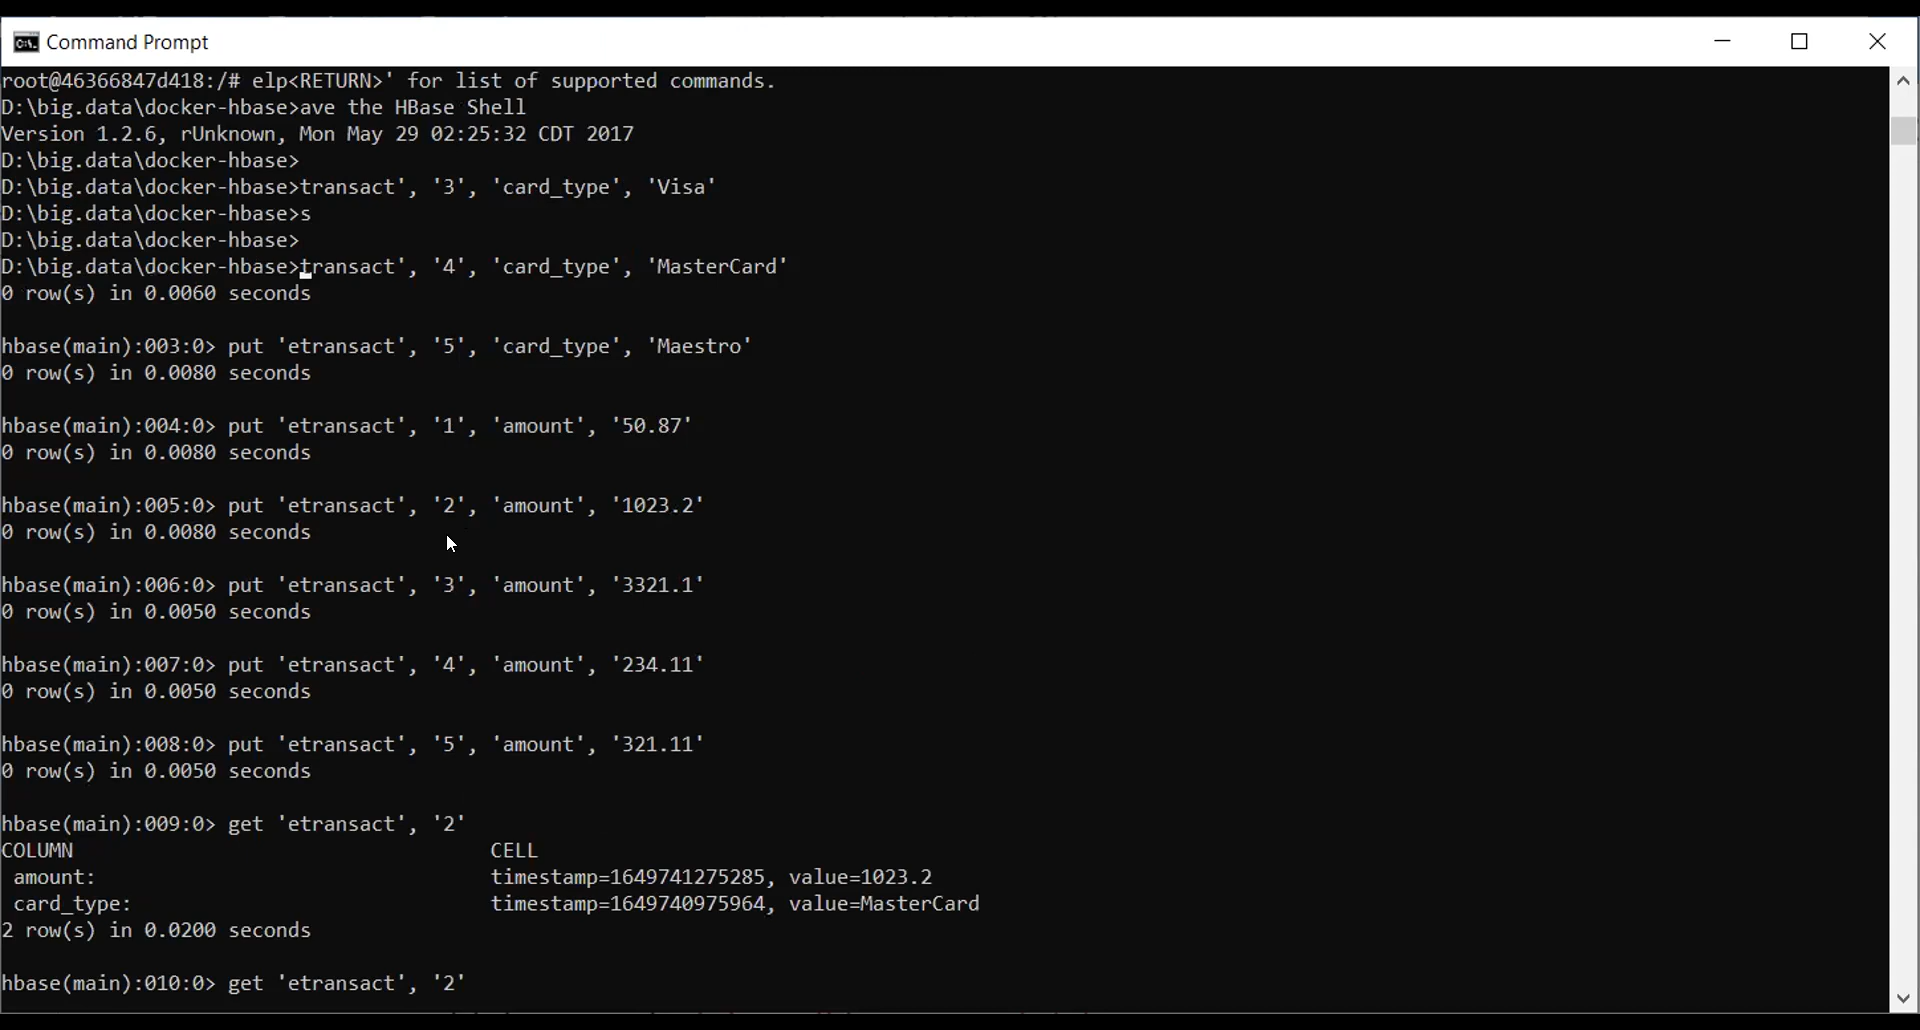 Command Prompt
root@46366847d418:/# elp<RETURN>' for list of supported commands.
D:\big.data\docker-hbase>ave the HBase Shell
Version 1.2.6, rUnknown, Mon May 29 02:25:32 CDT 2017
D:\big.data\docker-hbase>
D:\big.data\docker-hbase>transact', '3', 'card_type', 'Visa'
D:\big.data\docker-hbase>s
D:\big.data\docker-hbase>
D:\big.data\docker-hbase>transact', '4', 'card_type', 'MasterCard'
0 row(s) in 0.0060 seconds
hbase(main):003:0> put 'etransact', '5', 'card_type', 'Maestro'
0 row(s) in 0.0080 seconds
hbase(main):004:0> put 'etransact', '1', 'amount', '50.87'
0 row(s) in 0.0080 seconds
hbase(main):005:0> put 'etransact', '2', 'amount', '1023.2'
0 row(s) in 0.0080 seconds
hbase(main):006:0> put 'etransact', '3', 'amount', '3321.1'
0 row(s) in 0.0050 seconds
hbase(main):007:0> put 'etransact', '4', 'amount', '234.11'
0 row(s) in 0.0050 seconds
hbase(main):008:0> put 'etransact', '5', 'amount', '321.11'
0 row(s) in 0.0050 seconds
hbase(main):009:0> get 'etransact', '2'
COLUMN CELL
amount: timestamp=1649741275285, value=1023.2
card_type: timestamp=1649740975964, value=MasterCard
2 row(s) in 0.0200 seconds
hbase(main):010:0> get 'etransact', '2'